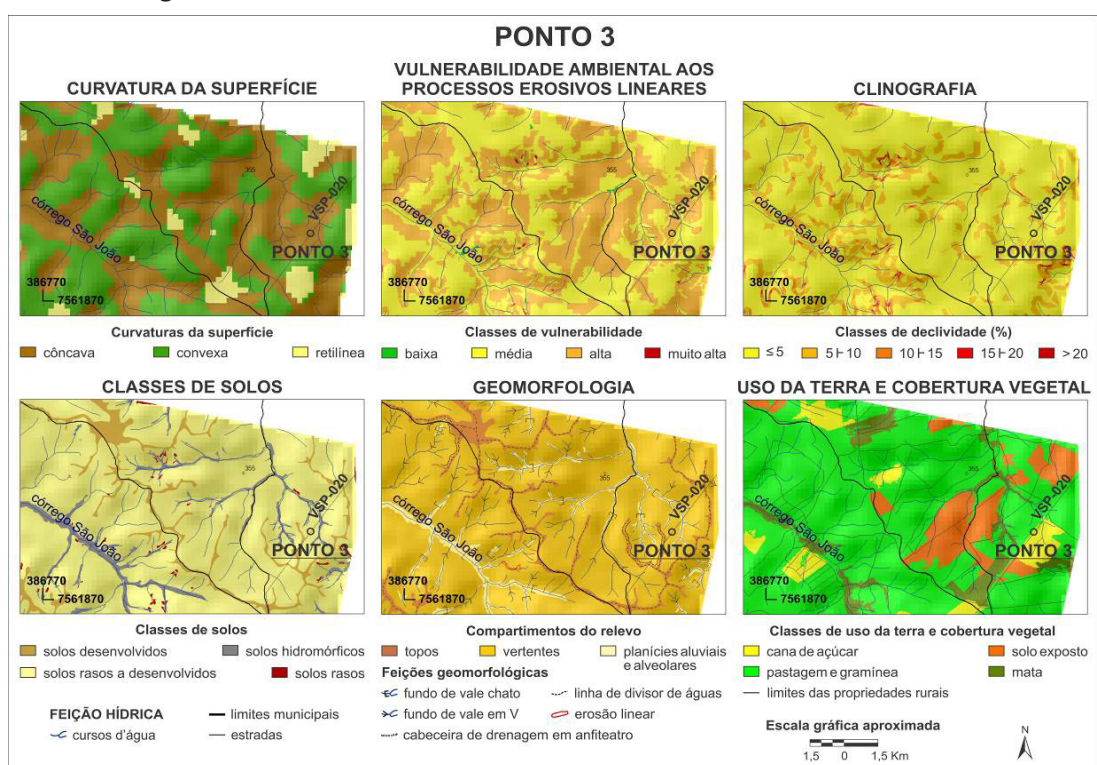 PONTO 3
CURVATURA DA SUPERFÍCIE
VULNERABILIDADE AMBIENTAL AOS
PROCESSOS EROSIVOS LINEARES
CLINOGRAFIA
355
córrego São João
VSP-020
PONTO 3
386770
7561870
355
córrego São João
VSP-020
PONTO 3
386770
7561870
355
córrego São João
VSP-020
PONTO 3
386770
7561870
Curvaturas da superfície
côncava convexa retilínea
Classes de vulnerabilidade
baixa média alta muito alta
Classes de declividade (%)
≤ 5 5 ⊢ 10 10 ⊢ 15 15 ⊢ 20 > 20
CLASSES DE SOLOS
GEOMORFOLOGIA
USO DA TERRA E COBERTURA VEGETAL
355
córrego São João
VSP-020
PONTO 3
386770
7561870
355
córrego São João
VSP-020
PONTO 3
386770
7561870
355
córrego São João
VSP-020
PONTO 3
386770
7561870
Classes de solos
solos desenvolvidos solos hidromórficos
solos rasos a desenvolvidos solos rasos
FEIÇÃO HÍDRICA
cursos d'água
limites municipais
estradas
Compartimentos do relevo
topos vertentes planícies aluviais
e alveolares
Feições geomorfológicas
fundo de vale chato linha de divisor de águas
fundo de vale em V erosão linear
cabeceira de drenagem em anfiteatro
Classes de uso da terra e cobertura vegetal
cana de açúcar solo exposto
pastagem e gramínea mata
limites das propriedades rurais
Escala gráfica aproximada
1,5 0 1,5 Km
N